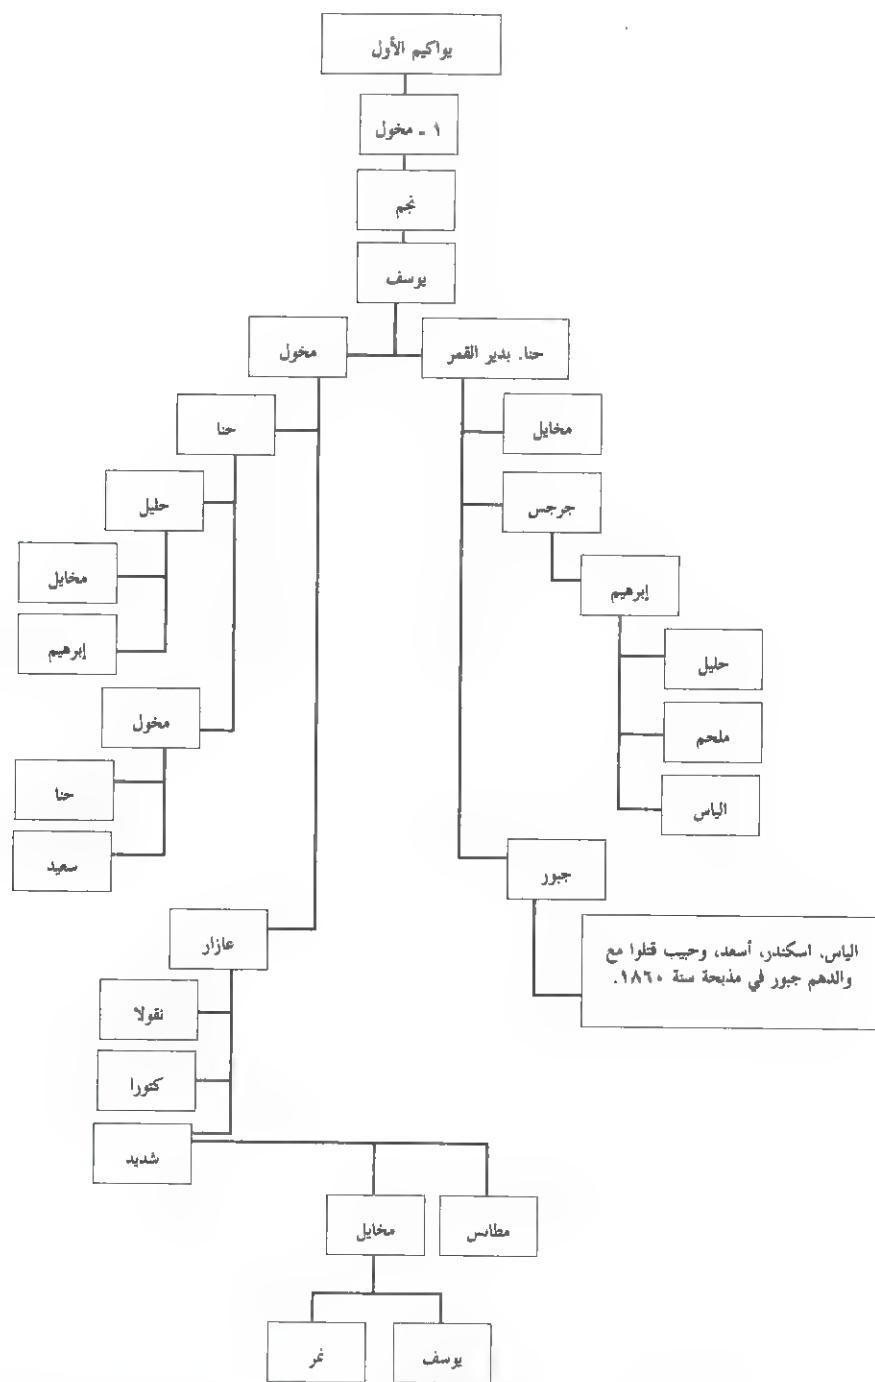 يواكيم الأول
١ - مخول
نجم
يوسف
حنا. بدير القمر
مخول
مخايل
حنا
جرجس
خليل
إبرهيم
مخايل
إبرهيم
خليل
مخول
ملحم
حنا
الياس
سعيد
جبور
عازار
الياس، اسكندر، أسعد، وحبيب قتلوا مع
والدهم جبور في مذبحة سنة ١٨٦٠.
نقولا
كتورا
شديد
مطانس
مخايل
يوسف
نمر